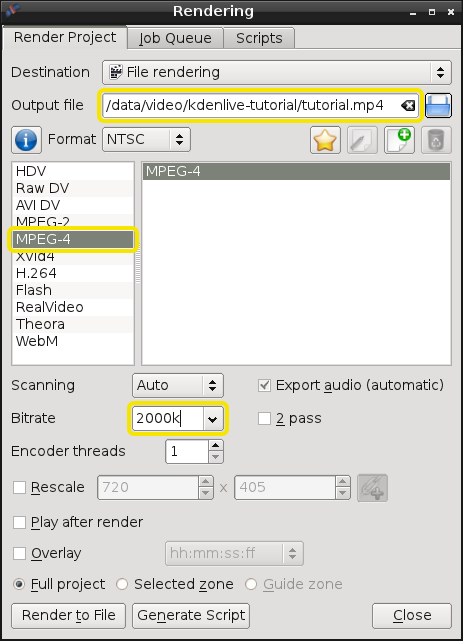 Rendering
Render Project Job Queue Scripts
Destination File rendering
Output file /data/video/kdenlive-tutorial/tutorial.mp4
Format NTSC
HDV
Raw DV
AVI DV
MPEG-2
MPEG-4
Xvid4
H.264
Flash
RealVideo
Theora
WebM
MPEG-4
Scanning Auto Export audio (automatic)
Bitrate 2000k 2 pass
Encoder threads 1
Rescale 720 x 405
Play after render
Overlay hh:mm:ss:ff
Full project Selected zone Guide zone
Render to File Generate Script Close